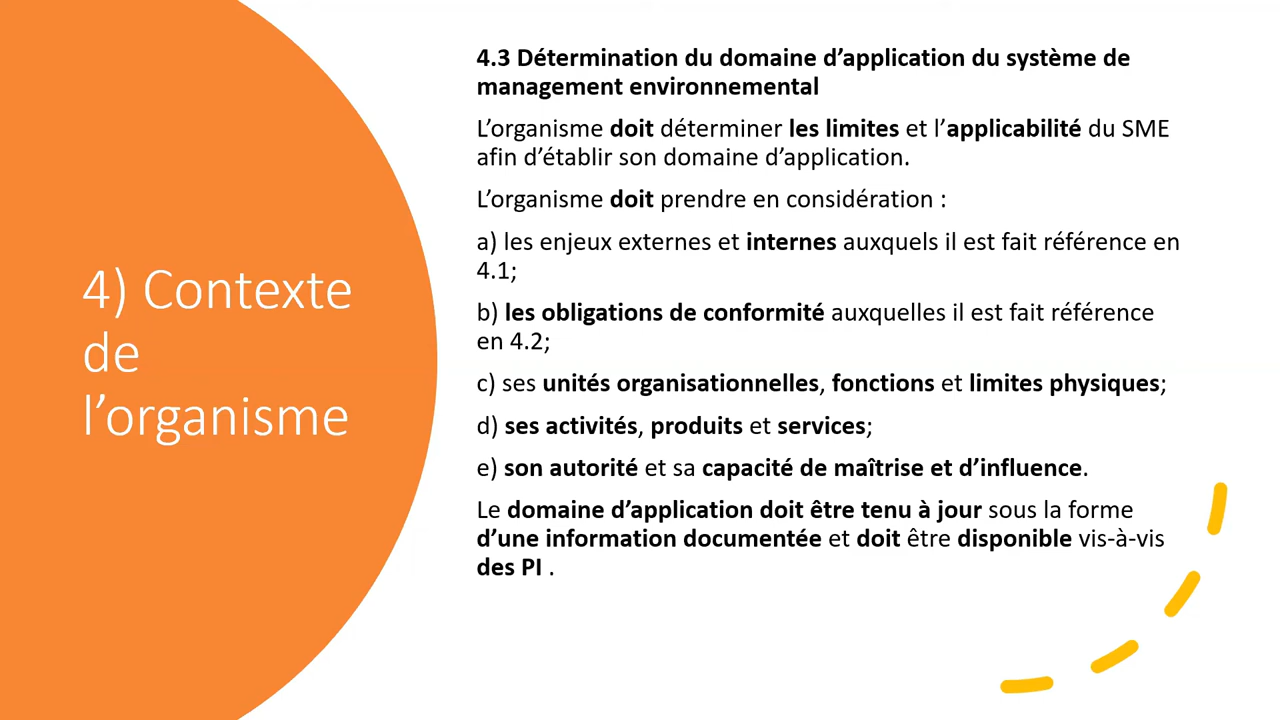 4) Contexte
de
l’organisme
4.3 Détermination du domaine d’application du système de
management environnemental
L’organisme doit déterminer les limites et l’applicabilité du SME
afin d’établir son domaine d’application.
L’organisme doit prendre en considération :
a) les enjeux externes et internes auxquels il est fait référence en
4.1;
b) les obligations de conformité auxquelles il est fait référence
en 4.2;
c) ses unités organisationnelles, fonctions et limites physiques;
d) ses activités, produits et services;
e) son autorité et sa capacité de maîtrise et d’influence.
Le domaine d’application doit être tenu à jour sous la forme
d’une information documentée et doit être disponible vis-à-vis
des PI .